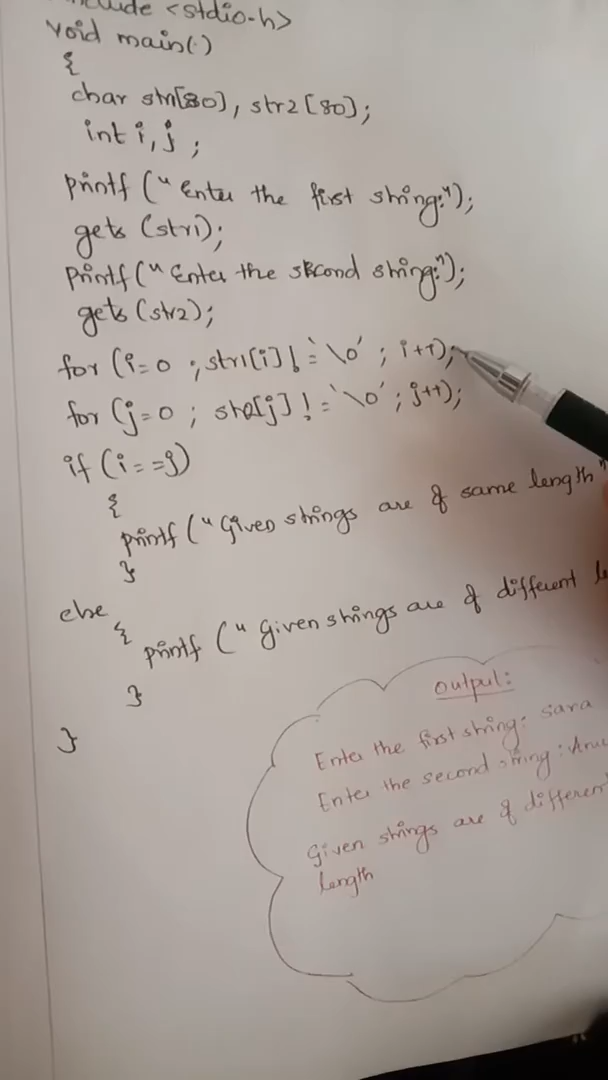 include <stdio.h>
void main()
{
char str1[80], str2[80];
int i, j;
printf ("Enter the first string:");
gets (str1);
printf ("Enter the second string:");
gets (str2);
for (i=0 ; str1[i] != '\0' ; i++);
for (j=0 ; str2[j] != '\0' ; j++);
if (i==j)
{
printf ("Given strings are of same length"
}
else
{
printf ("Given strings are of different
}
}
output:
Enter the first string: sara
Enter the second string:
Given strings are of different
length